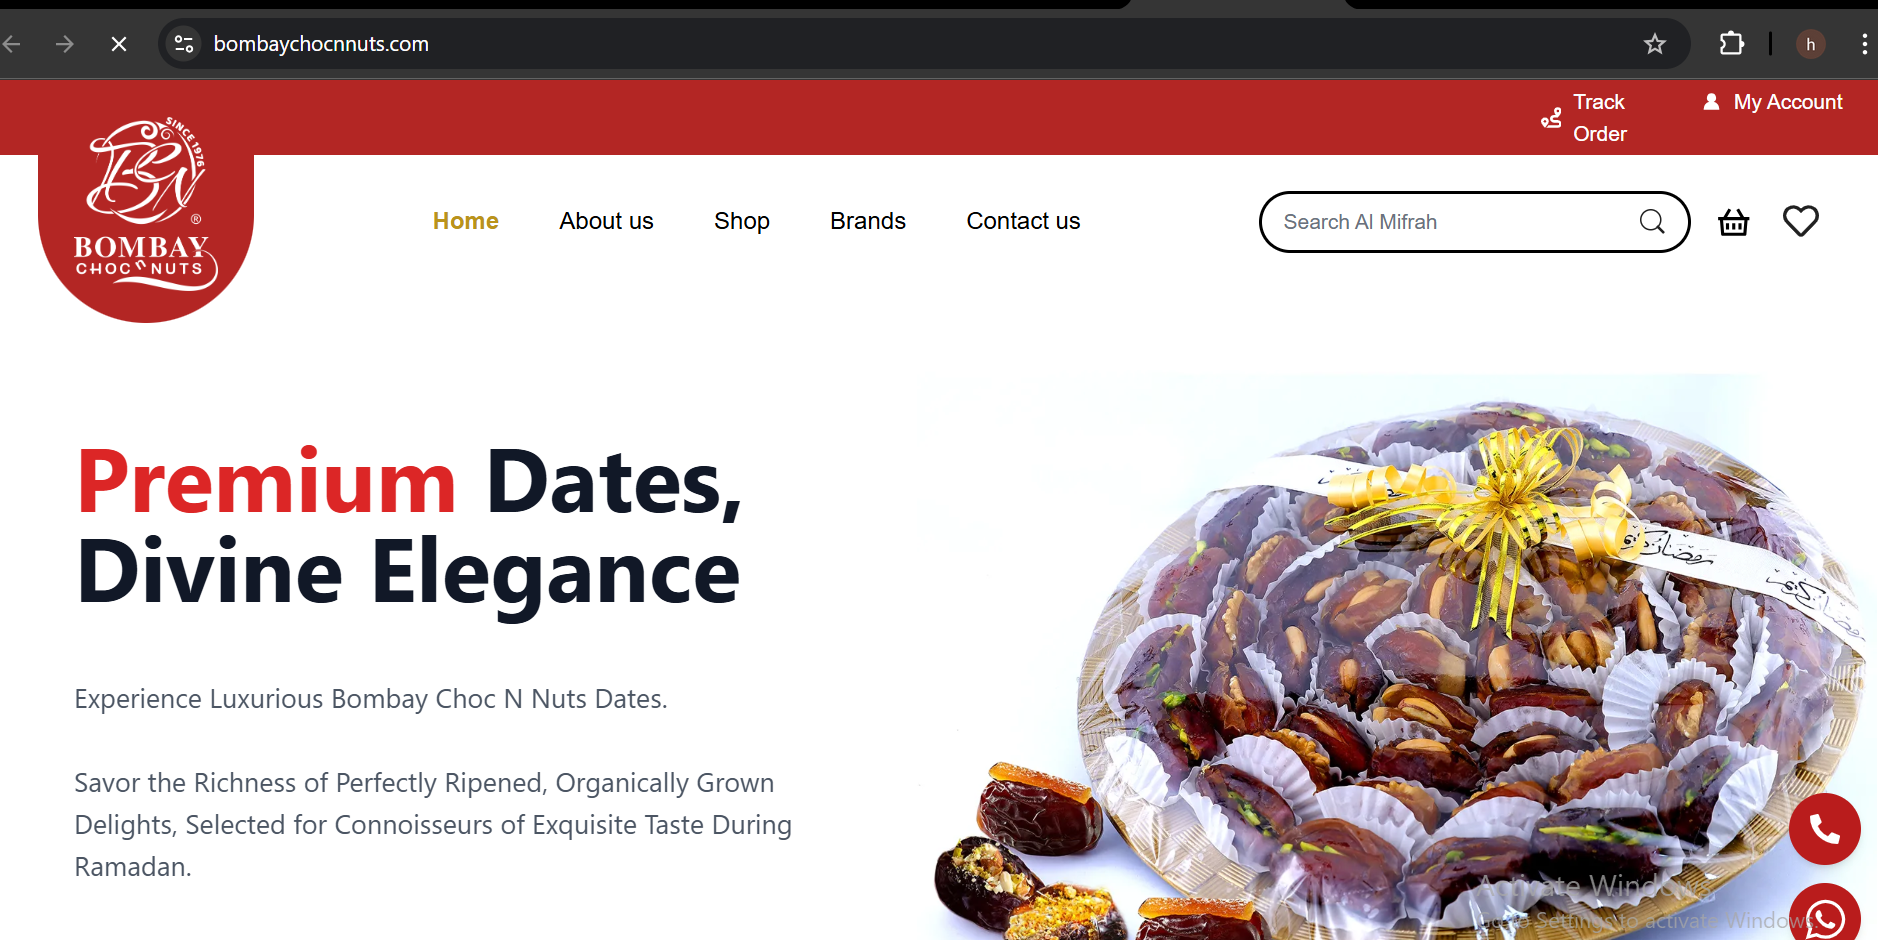 bombaychocnnuts.com
h
Track
Order
My Account
SINCE 1976
BCN
®
BOMBAY
CHOC n NUTS
Home
About us
Shop
Brands
Contact us
Search Al Mifrah
Premium Dates,
Divine Elegance
Experience Luxurious Bombay Choc N Nuts Dates.
Savor the Richness of Perfectly Ripened, Organically Grown
Delights, Selected for Connoisseurs of Exquisite Taste During
Ramadan.
Activate Windows
Go to Settings to activate Windows.